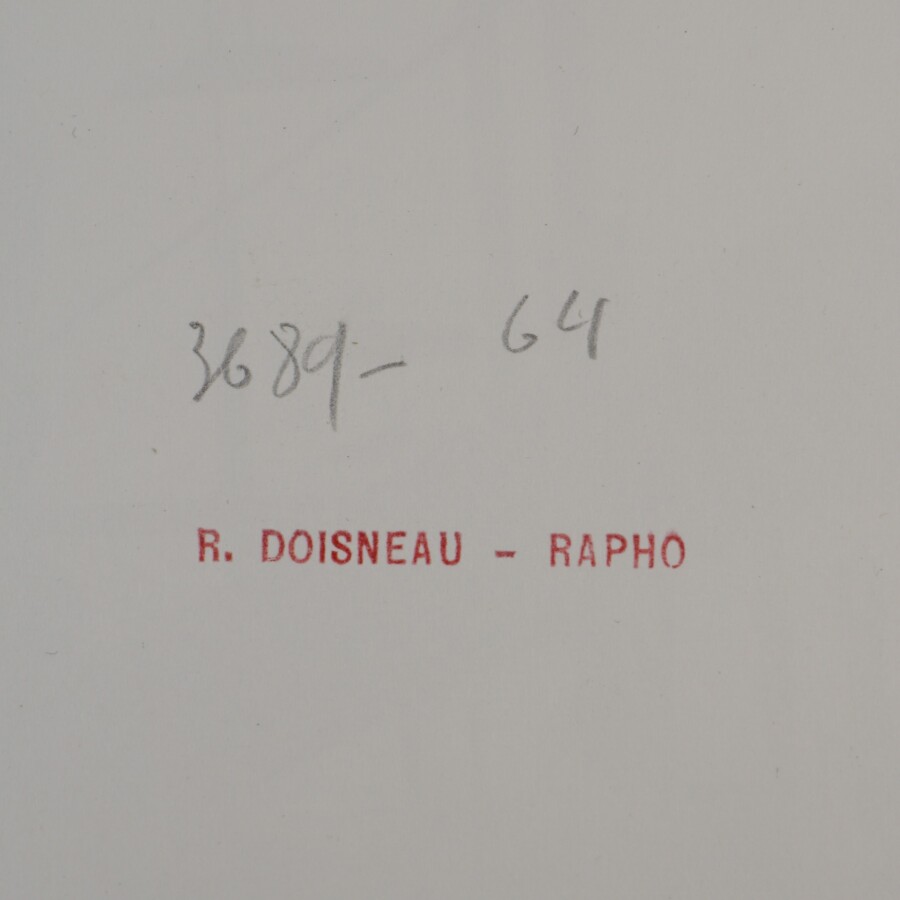 3689- 64
R. DOISNEAU - RAPHO